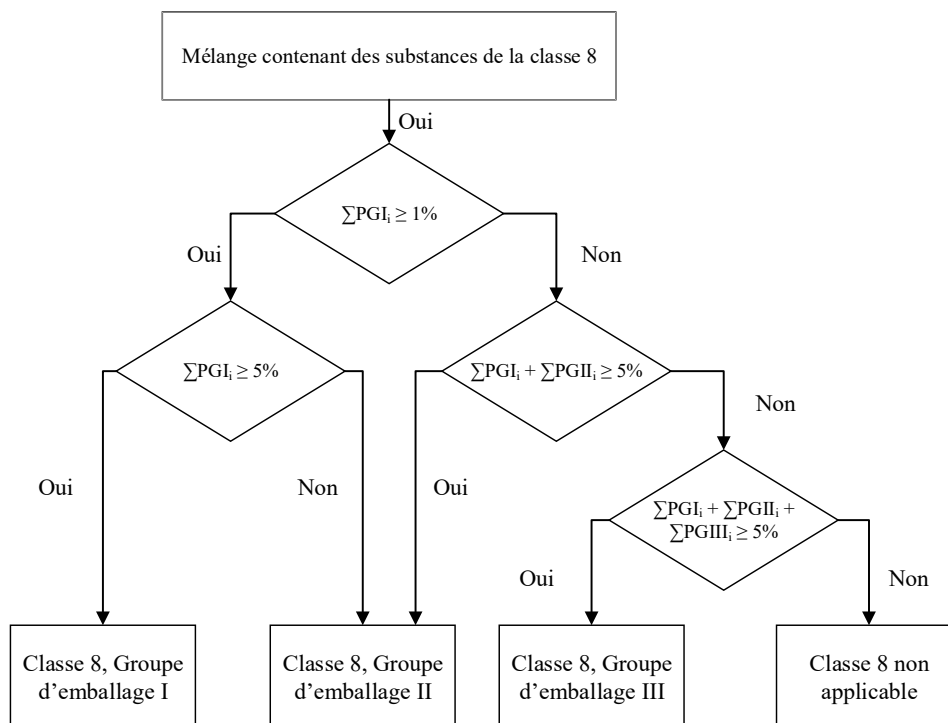 Mélange contenant des substances de la classe 8
Oui
∑PGIᵢ ≥ 1%
Oui
Non
∑PGIᵢ ≥ 5%
∑PGIᵢ + ∑PGIIᵢ ≥ 5%
Non
Oui
Non
Oui
∑PGIᵢ + ∑PGIIᵢ +
∑PGIIIᵢ ≥ 5%
Oui
Non
Classe 8, Groupe
d’emballage I
Classe 8, Groupe
d’emballage II
Classe 8, Groupe
d’emballage III
Classe 8 non
applicable